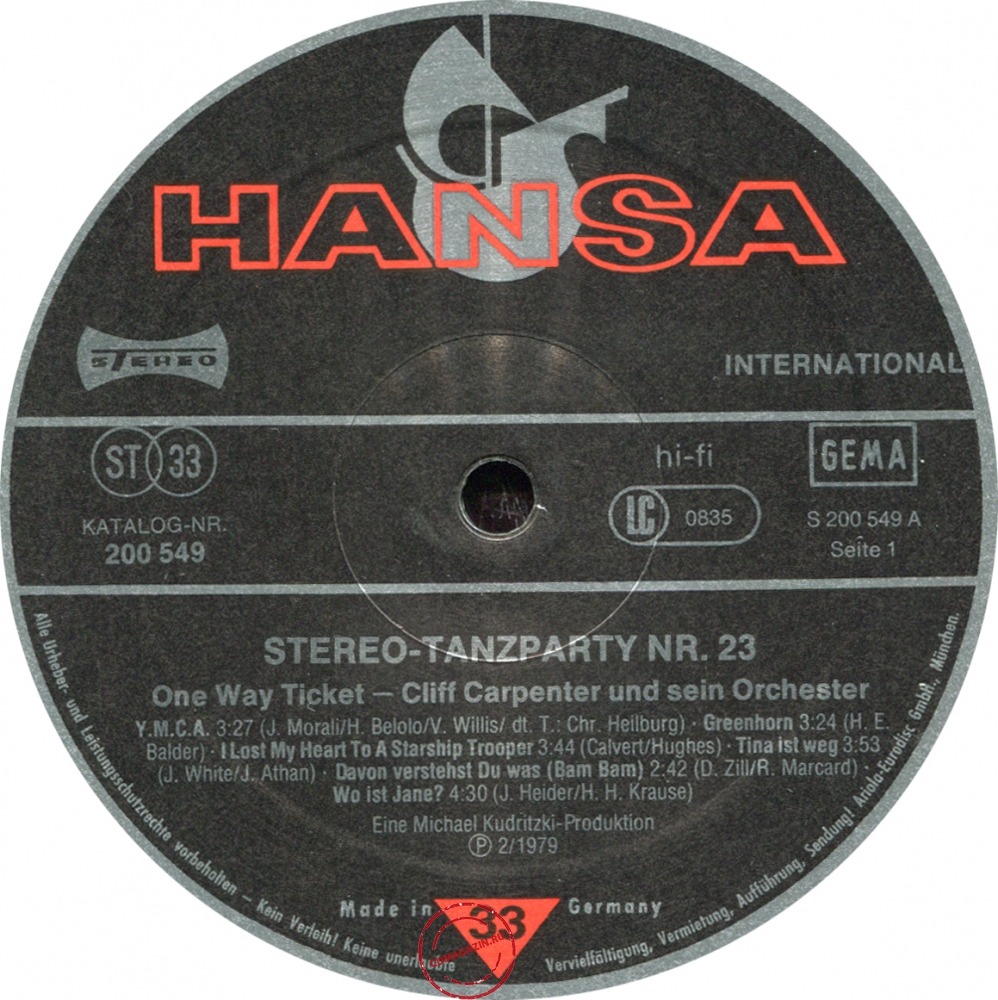 HANSA
STEREO
INTERNATIONAL
ST 33
hi-fi
GEMA
KATALOG-NR.
200 549
LC 0835
S 200 549 A
Seite 1
STEREO-TANZPARTY NR. 23
One Way Ticket – Cliff Carpenter und sein Orchester
Y.M.C.A. 3:27 (J. Morali/H. Belolo/V. Willis/ dt. T.: Chr. Heilburg) · Greenhorn 3:24 (H. E.
Balder) · I Lost My Heart To A Starship Trooper 3:44 (Calvert/Hughes) · Tina ist weg 3:53
(J. White/J. Athan) · Davon verstehst Du was (Bam Bam) 2:42 (D. Zill/R. Marcard) ·
Wo ist Jane? 4:30 (J. Heider/H. H. Krause)
Eine Michael Kudritzki-Produktion
Ⓟ 2/1979
Made in 33 Germany
Alle Urheber- und Leistungsschutzrechte vorbehalten – Kein Verleih! Keine unerlaubte Vervielfältigung, Vermietung, Aufführung, Sendung! Ariola-Eurodisc GmbH., München.